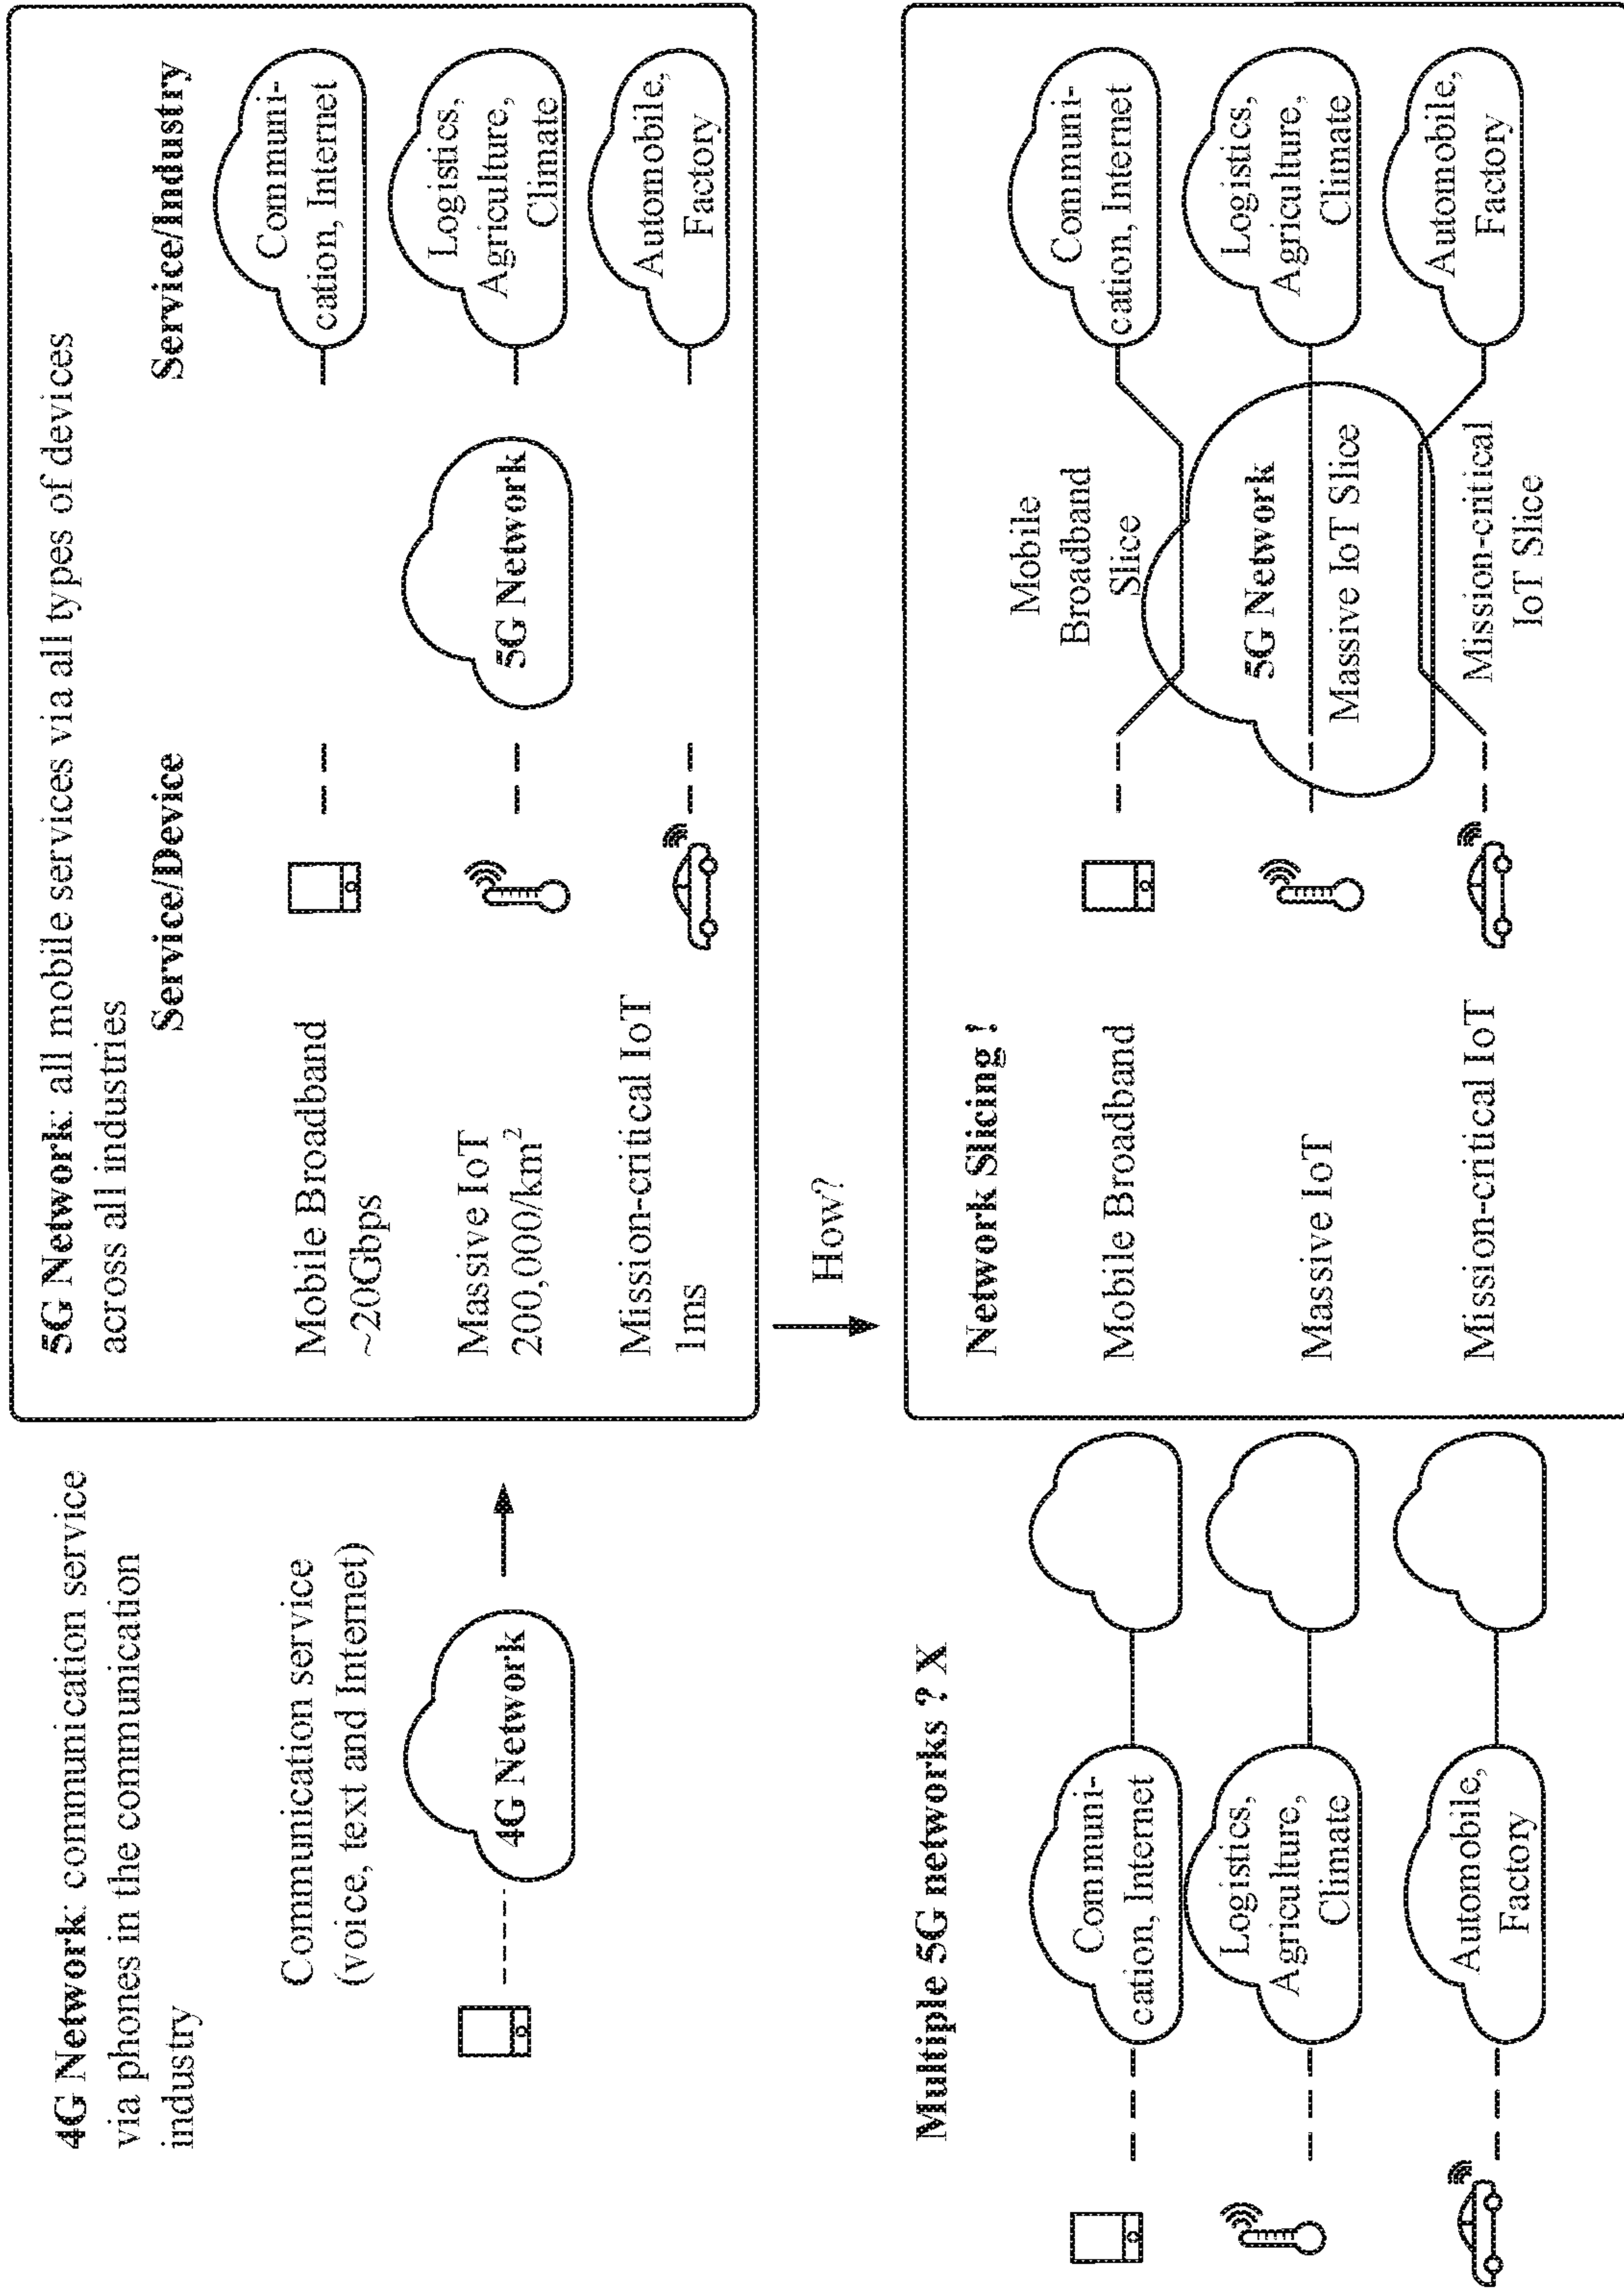 4G Network: communication service
via phones in the communication
industry
Communication service
(voice, text and Internet)
4G Network
5G Network: all mobile services via all types of devices
across all industries
Service/Device
Service/Industry
Mobile Broadband
~20Gbps
Massive IoT
200,000/km²
Mission-critical IoT
1ms
5G Network
Communi-
cation, Internet
Logistics,
Agriculture,
Climate
Automobile,
Factory
How?
Multiple 5G networks ? X
Communi-
cation, Internet
Logistics,
Agriculture,
Climate
Automobile,
Factory
Network Slicing !
Mobile Broadband
Massive IoT
Mission-critical IoT
Mobile
Broadband
Slice
5G Network
Massive IoT Slice
Mission-critical
IoT Slice
Communi-
cation, Internet
Logistics,
Agriculture,
Climate
Automobile,
Factory